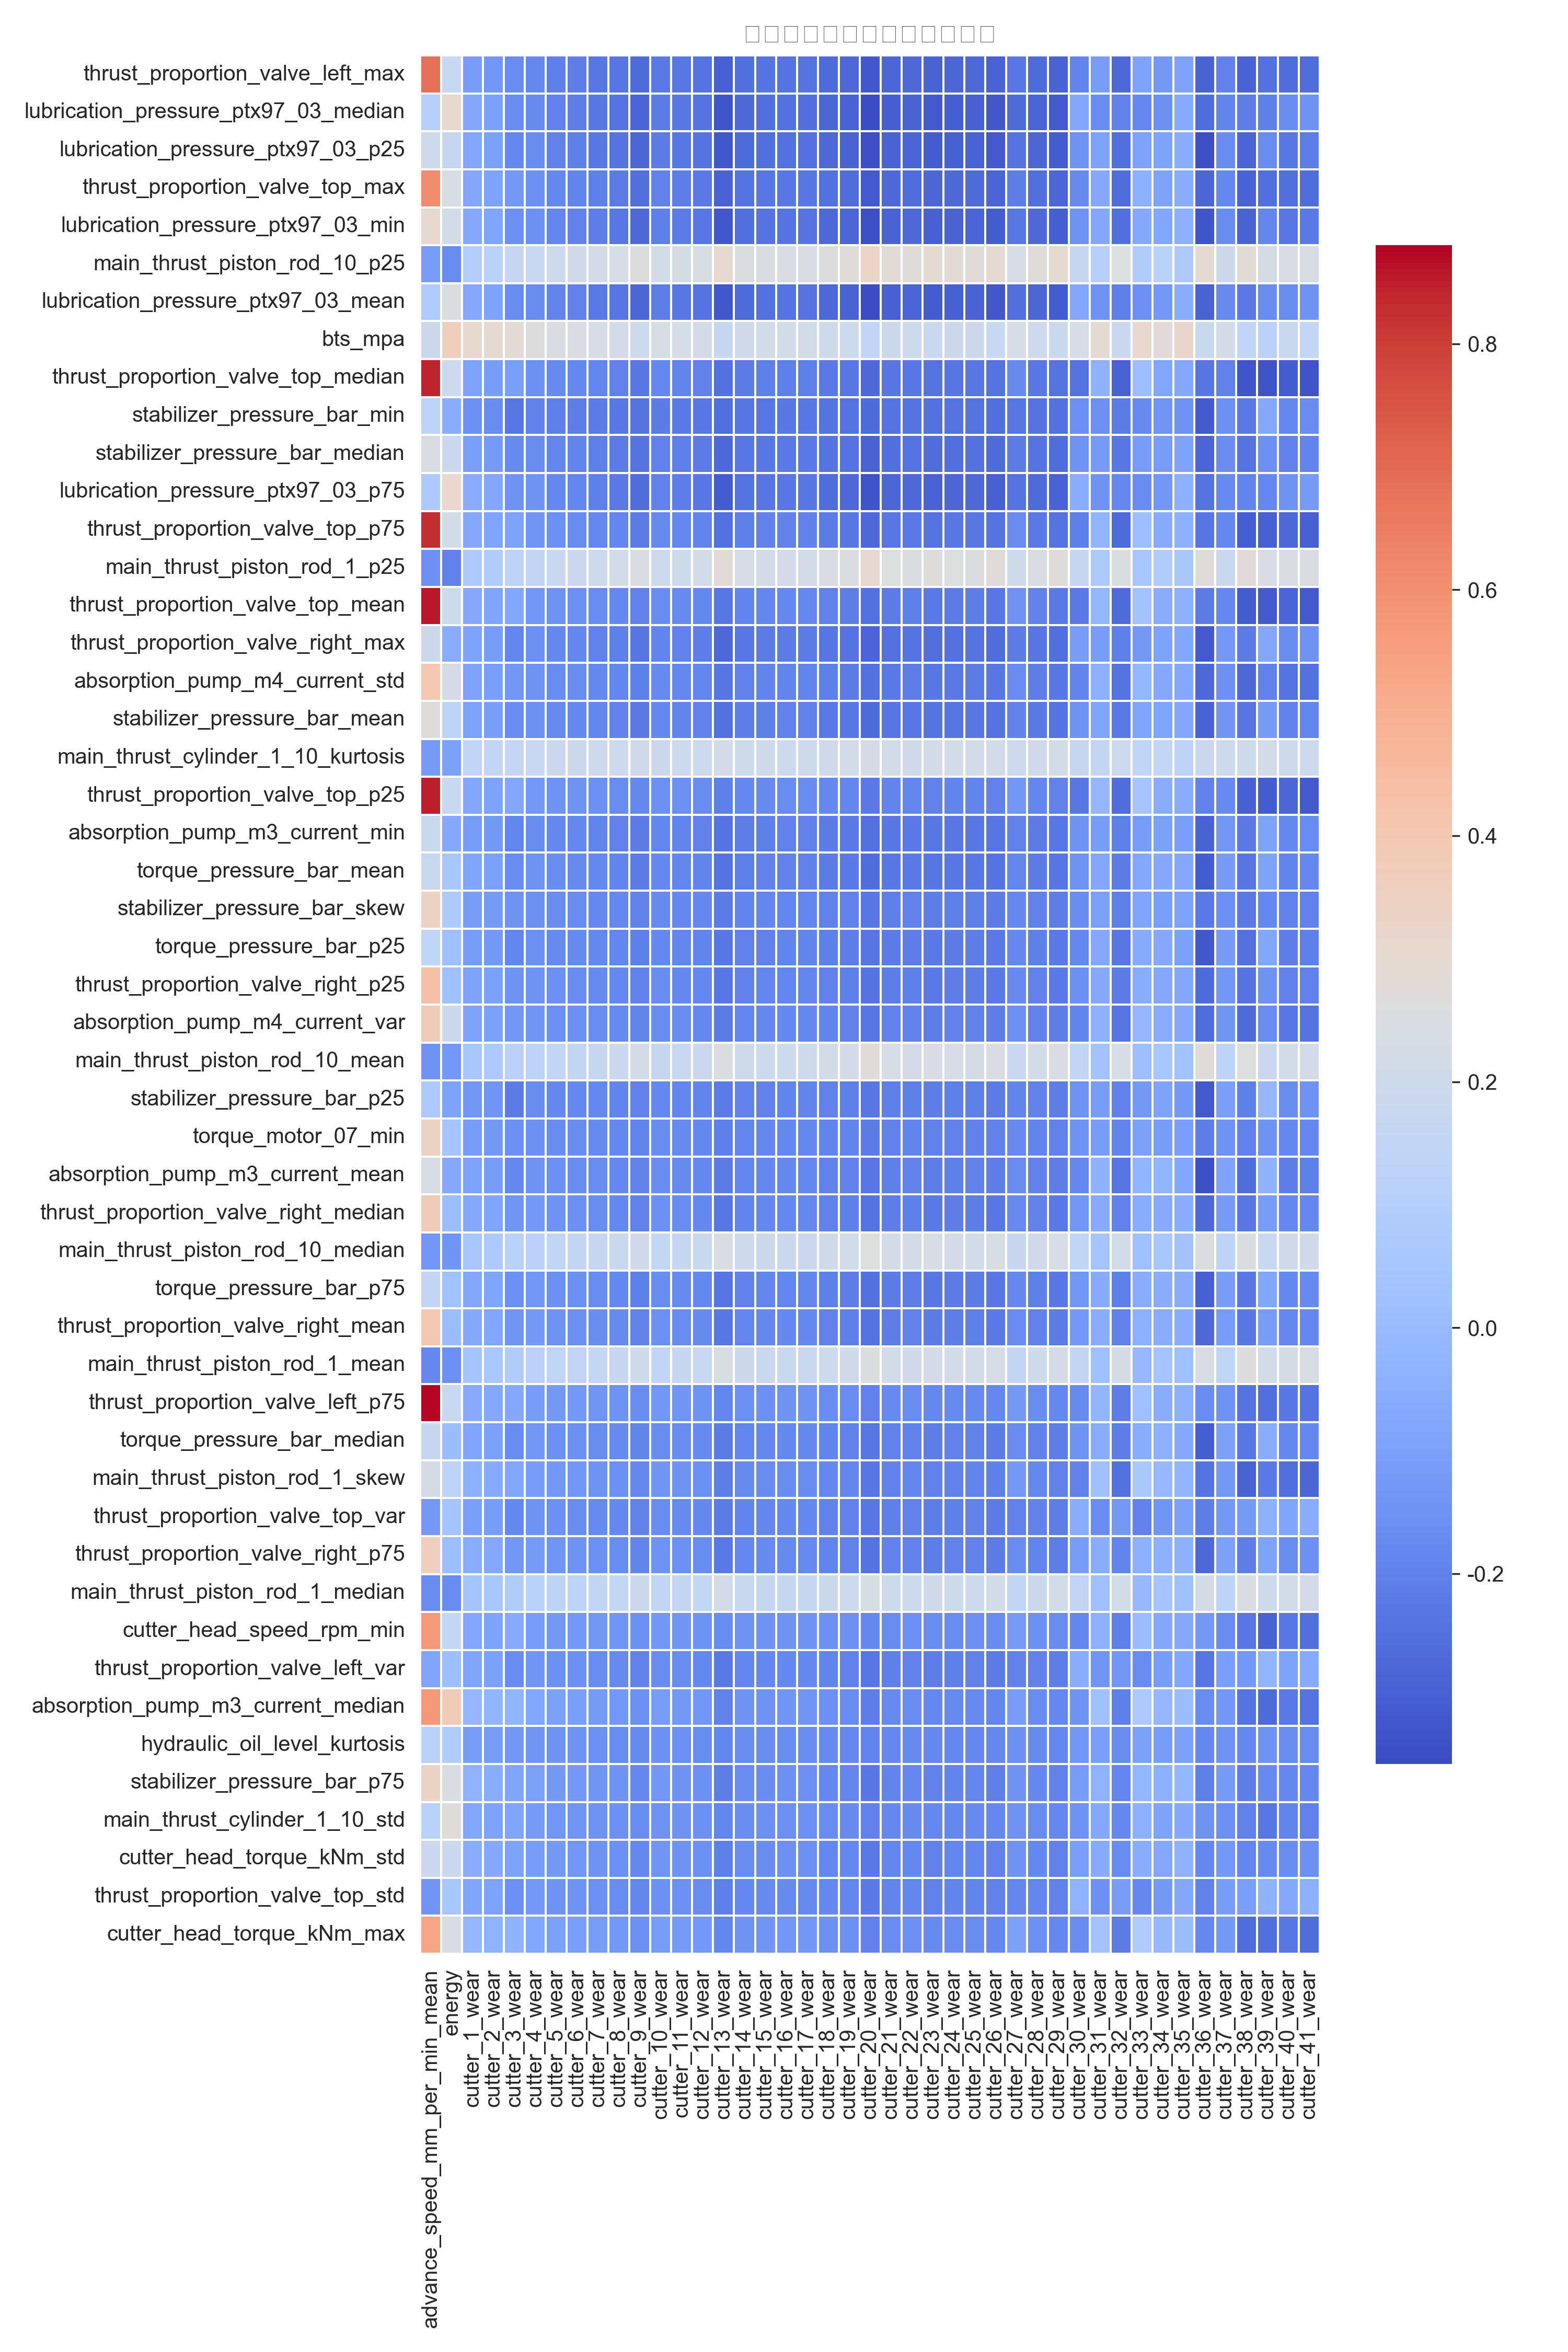 thrust_proportion_valve_left_max
lubrication_pressure_ptx97_03_median
lubrication_pressure_ptx97_03_p25
thrust_proportion_valve_top_max
lubrication_pressure_ptx97_03_min
main_thrust_piston_rod_10_p25
lubrication_pressure_ptx97_03_mean
bts_mpa
thrust_proportion_valve_top_median
stabilizer_pressure_bar_min
stabilizer_pressure_bar_median
lubrication_pressure_ptx97_03_p75
thrust_proportion_valve_top_p75
main_thrust_piston_rod_1_p25
thrust_proportion_valve_top_mean
thrust_proportion_valve_right_max
absorption_pump_m4_current_std
stabilizer_pressure_bar_mean
main_thrust_cylinder_1_10_kurtosis
thrust_proportion_valve_top_p25
absorption_pump_m3_current_min
torque_pressure_bar_mean
stabilizer_pressure_bar_skew
torque_pressure_bar_p25
thrust_proportion_valve_right_p25
absorption_pump_m4_current_var
main_thrust_piston_rod_10_mean
stabilizer_pressure_bar_p25
torque_motor_07_min
absorption_pump_m3_current_mean
thrust_proportion_valve_right_median
main_thrust_piston_rod_10_median
torque_pressure_bar_p75
thrust_proportion_valve_right_mean
main_thrust_piston_rod_1_mean
thrust_proportion_valve_left_p75
torque_pressure_bar_median
main_thrust_piston_rod_1_skew
thrust_proportion_valve_top_var
thrust_proportion_valve_right_p75
main_thrust_piston_rod_1_median
cutter_head_speed_rpm_min
thrust_proportion_valve_left_var
absorption_pump_m3_current_median
hydraulic_oil_level_kurtosis
stabilizer_pressure_bar_p75
main_thrust_cylinder_1_10_std
cutter_head_torque_kNm_std
thrust_proportion_valve_top_std
cutter_head_torque_kNm_max
advance_speed_mm_per_min_mean
energy
cutter_1_wear
cutter_2_wear
cutter_3_wear
cutter_4_wear
cutter_5_wear
cutter_6_wear
cutter_7_wear
cutter_8_wear
cutter_9_wear
cutter_10_wear
cutter_11_wear
cutter_12_wear
cutter_13_wear
cutter_14_wear
cutter_15_wear
cutter_16_wear
cutter_17_wear
cutter_18_wear
cutter_19_wear
cutter_20_wear
cutter_21_wear
cutter_22_wear
cutter_23_wear
cutter_24_wear
cutter_25_wear
cutter_26_wear
cutter_27_wear
cutter_28_wear
cutter_29_wear
cutter_30_wear
cutter_31_wear
cutter_32_wear
cutter_33_wear
cutter_34_wear
cutter_35_wear
cutter_36_wear
cutter_37_wear
cutter_38_wear
cutter_39_wear
cutter_40_wear
cutter_41_wear
0.8
0.6
0.4
0.2
0.0
-0.2